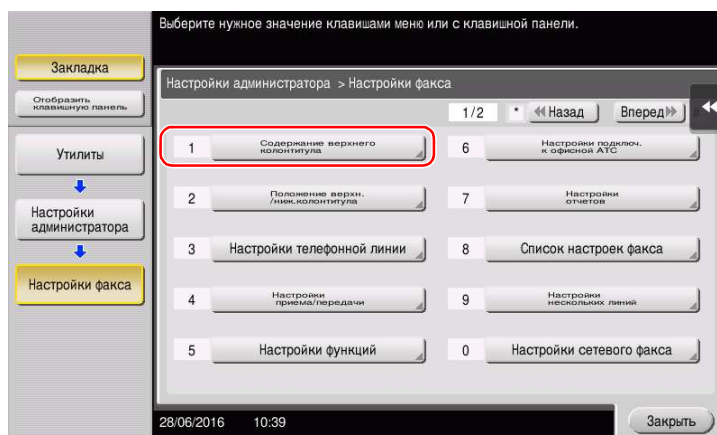 Выберите нужное значение клавишами меню или с клавишной панели.
Закладка
Отобразить
клавишную панель
Утилиты
Настройки
администратора
Настройки факса
Настройки администратора > Настройки факса
1/2 * Назад Вперед #
1 Содержание верхнего
колонтитула
6 Настройки подключ.
к офисной АТС
2 Положение верхн.
/ниж.колонтитула
7 Настройки
отчетов
3 Настройки телефонной линии
8 Список настроек факса
4 Настройки
приема/передачи
9 Настройки
нескольких линий
5 Настройки функций
0 Настройки сетевого факса
28/06/2016 10:39
Закрыть